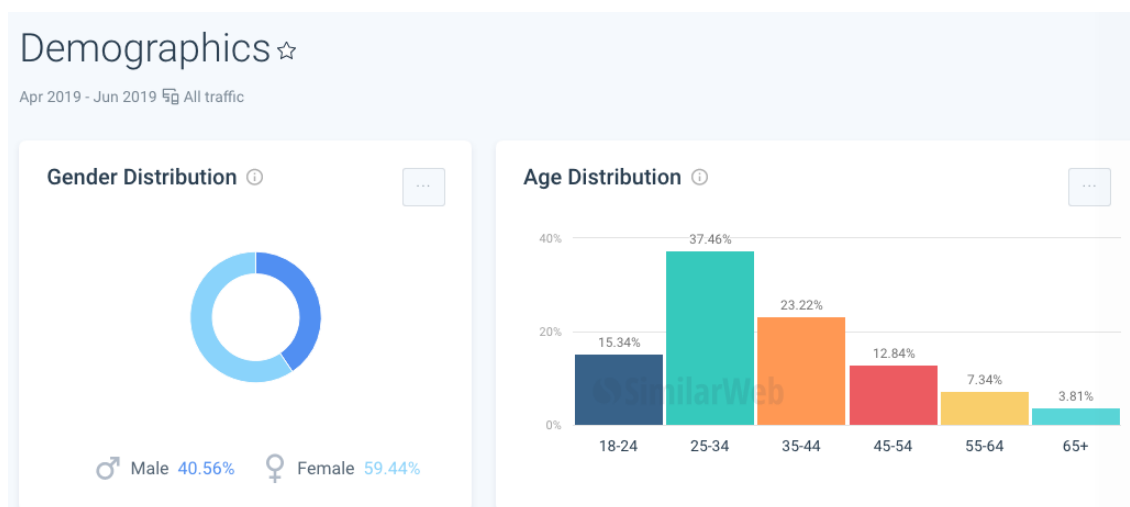 Demographics
Apr 2019 - Jun 2019 All traffic
Gender Distribution
Male 40.56% Female 59.44%
Age Distribution
40%
20%
0%
15.34%
37.46%
23.22%
12.84%
7.34%
3.81%
SimilarWeb
18-24 25-34 35-44 45-54 55-64 65+